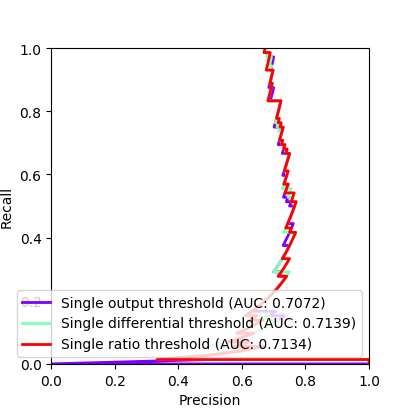 1.0
0.8
0.6
0.4
0.2
0.0
Recall
Single output threshold (AUC: 0.7072)
Single differential threshold (AUC: 0.7139)
Single ratio threshold (AUC: 0.7134)
0.0 0.2 0.4 0.6 0.8 1.0
Precision